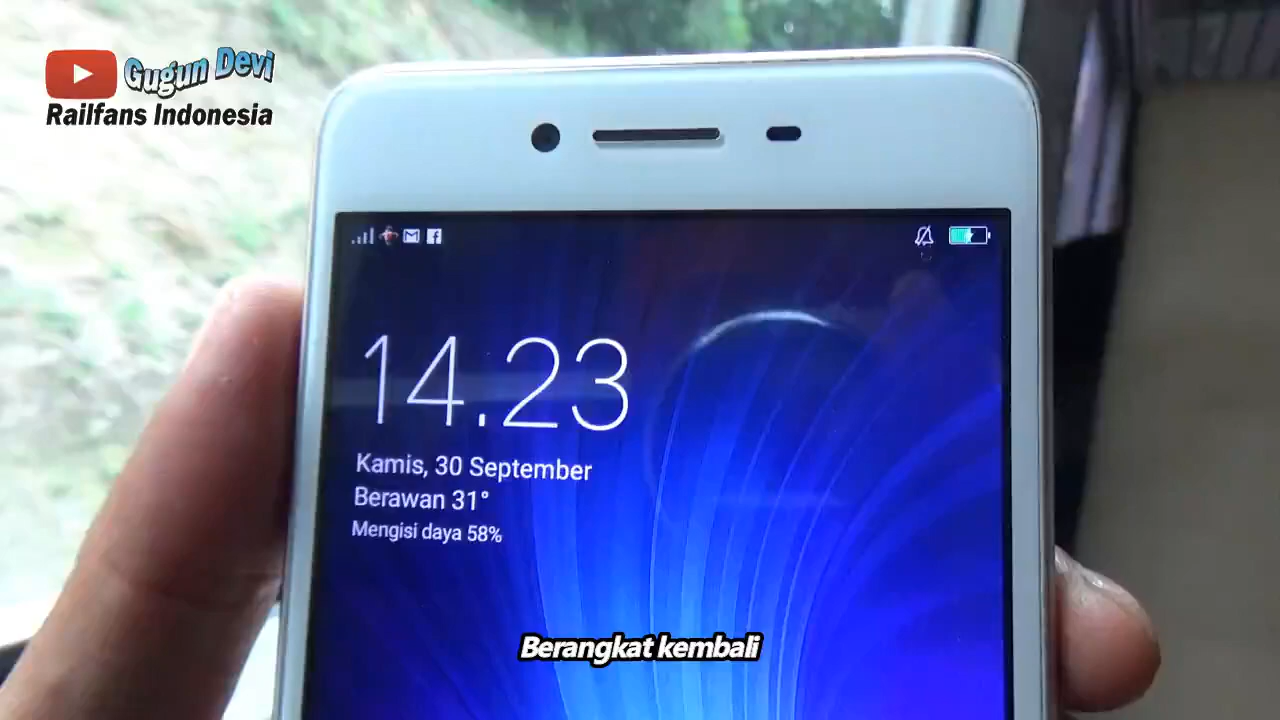 Gugun Devi
Railfans Indonesia
14.23
Kamis, 30 September
Berawan 31°
Mengisi daya 58%
Berangkat kembali